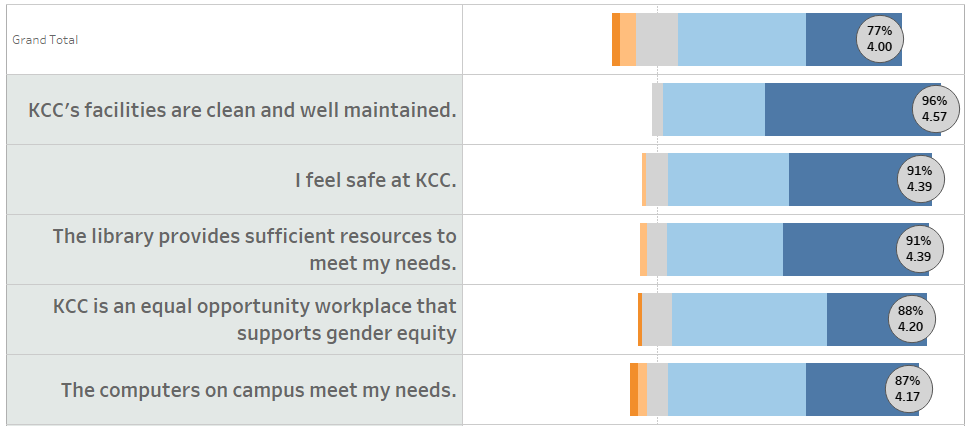 Grand Total
77%
4.00
KCC's facilities are clean and well maintained.
96%
4.57
I feel safe at KCC.
91%
4.39
The library provides sufficient resources to
meet my needs.
91%
4.39
KCC is an equal opportunity workplace that
supports gender equity
88%
4.20
The computers on campus meet my needs.
87%
4.17